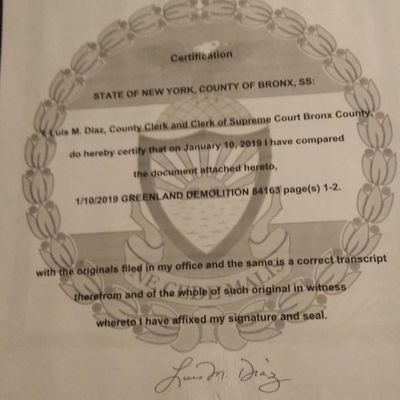 Certification
STATE OF NEW YORK, COUNTY OF BRONX, SS:
I, Luis M. Diaz, County Clerk and Clerk of Supreme Court Bronx County,
do hereby certify that on January 10, 2019 I have compared
the document attached hereto,
1/10/2019 GREENLAND DEMOLITION 84163 page(s) 1-2.
with the originals filed in my office and the same is a correct transcript
therefrom and of the whole of such original in witness
whereto I have affixed my signature and seal.
Luis M. Diaz